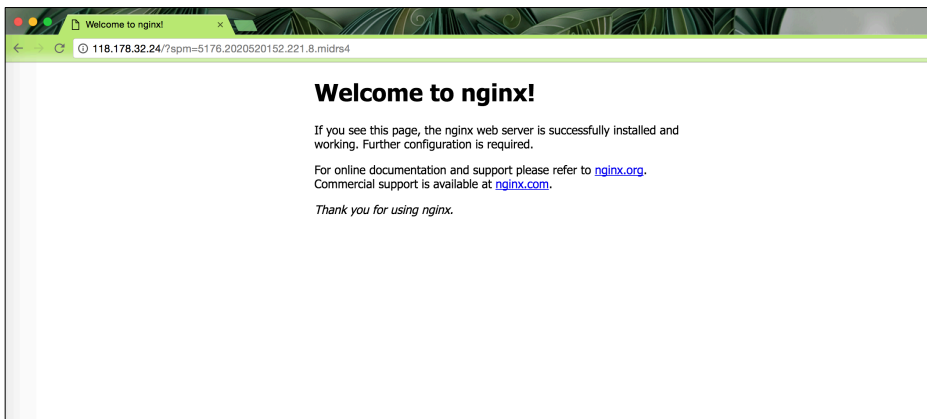 Welcome to nginx!
118.178.32.24/?spm=5176.2020520152.221.8.midrs4
Welcome to nginx!
If you see this page, the nginx web server is successfully installed and
working. Further configuration is required.
For online documentation and support please refer to nginx.org.
Commercial support is available at nginx.com.
Thank you for using nginx.